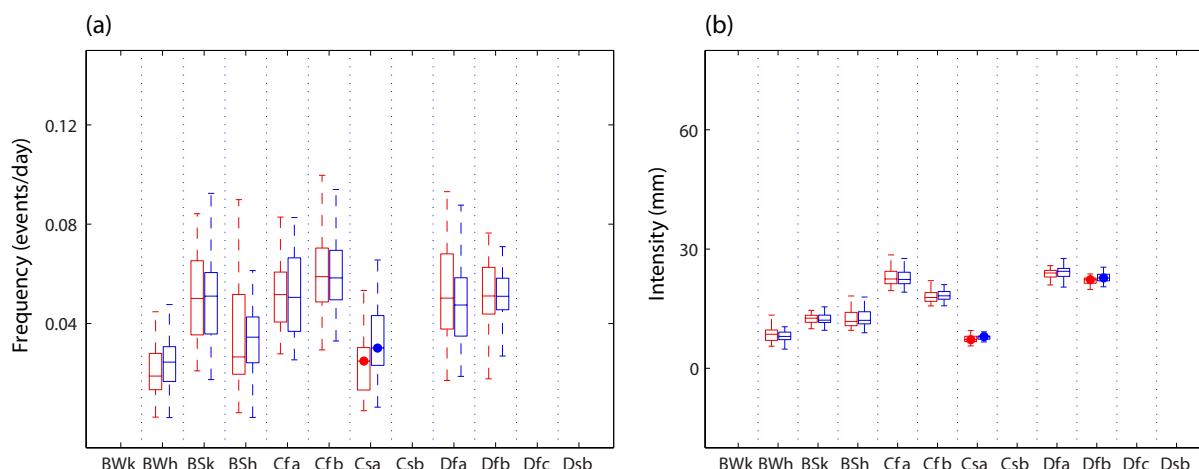 (a)
Frequency (events/day)
0.12
0.08
0.04
BWk BWh BSk BSh Cfa Cfb Csa Csb Dfa Dfb Dfc Dsb
(b)
Intensity (mm)
60
30
0
BWk BWh BSk BSh Cfa Cfb Csa Csb Dfa Dfb Dfc Dsb